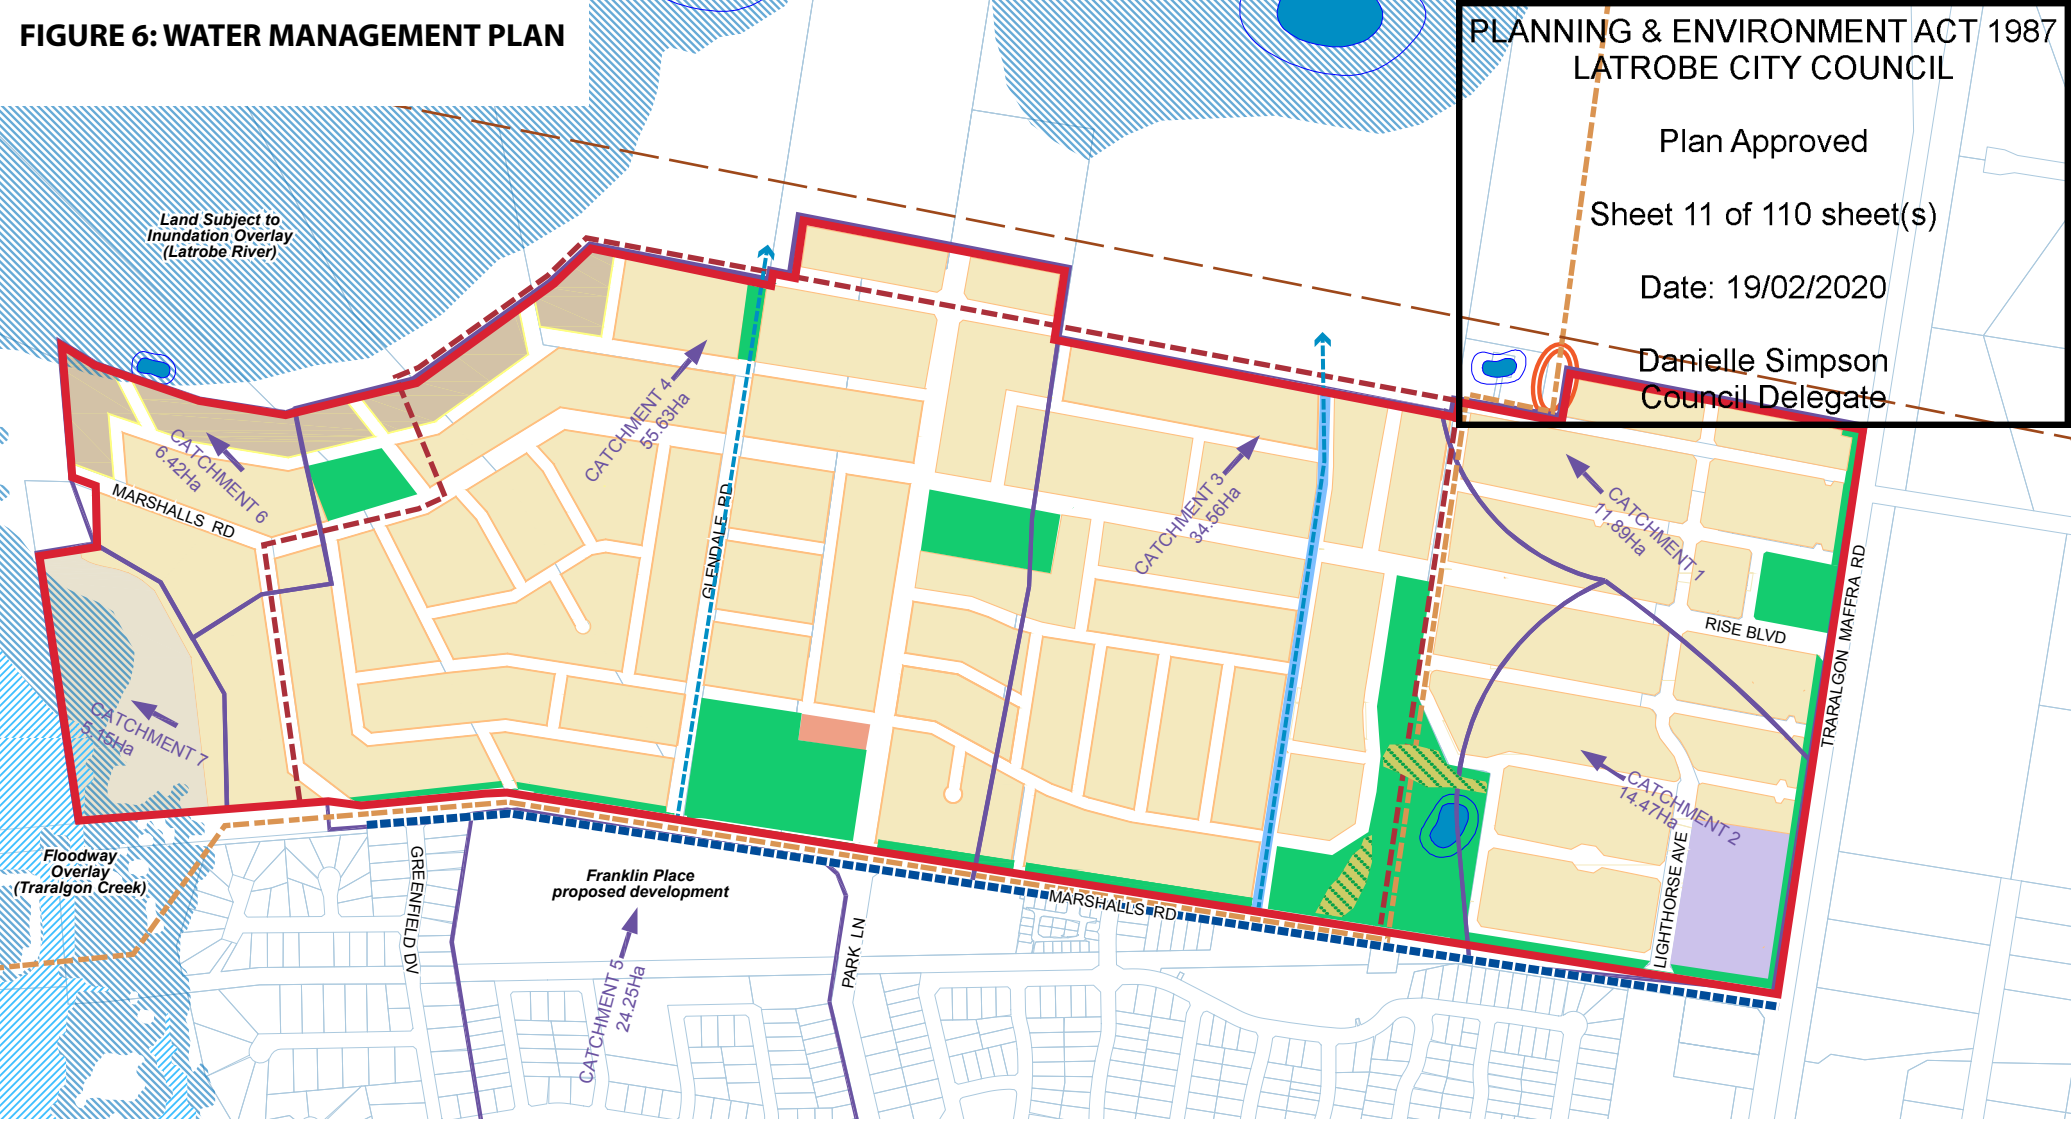 FIGURE 6: WATER MANAGEMENT PLAN
PLANNING & ENVIRONMENT ACT 1987
LATROBE CITY COUNCIL
Plan Approved
Sheet 11 of 110 sheet(s)
Date: 19/02/2020
Danielle Simpson
Council Delegate
Land Subject to
Inundation Overlay
(Latrobe River)
CATCHMENT 6
6.42Ha
MARSHALLS RD
CATCHMENT 4
55.63Ha
GLENDALE RD
CATCHMENT 3
34.56Ha
CATCHMENT 1
11.89Ha
RISE BLVD
TRARALGON MAFFRA RD
CATCHMENT 7
5.15Ha
CATCHMENT 2
14.47Ha
LIGHTHORSE AVE
Floodway
Overlay
(Traralgon Creek)
GREENFIELD DV
Franklin Place
proposed development
CATCHMENT 5
24.25Ha
PARK LN
MARSHALLS RD